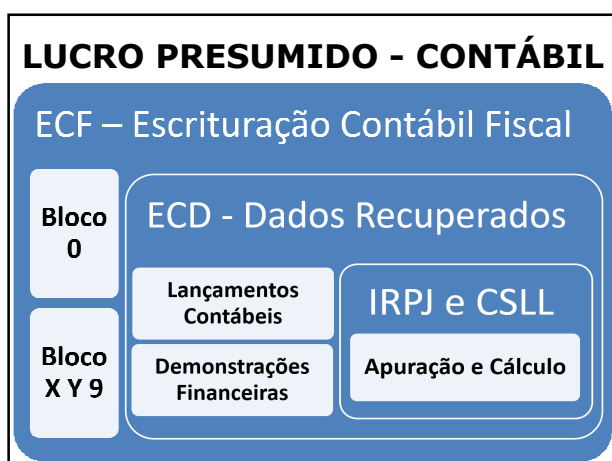 LUCRO PRESUMIDO - CONTÁBIL
ECF – Escrituração Contábil Fiscal
Bloco
0
Bloco
X Y 9
ECD - Dados Recuperados
Lançamentos
Contábeis
Demonstrações
Financeiras
IRPJ e CSLL
Apuração e Cálculo